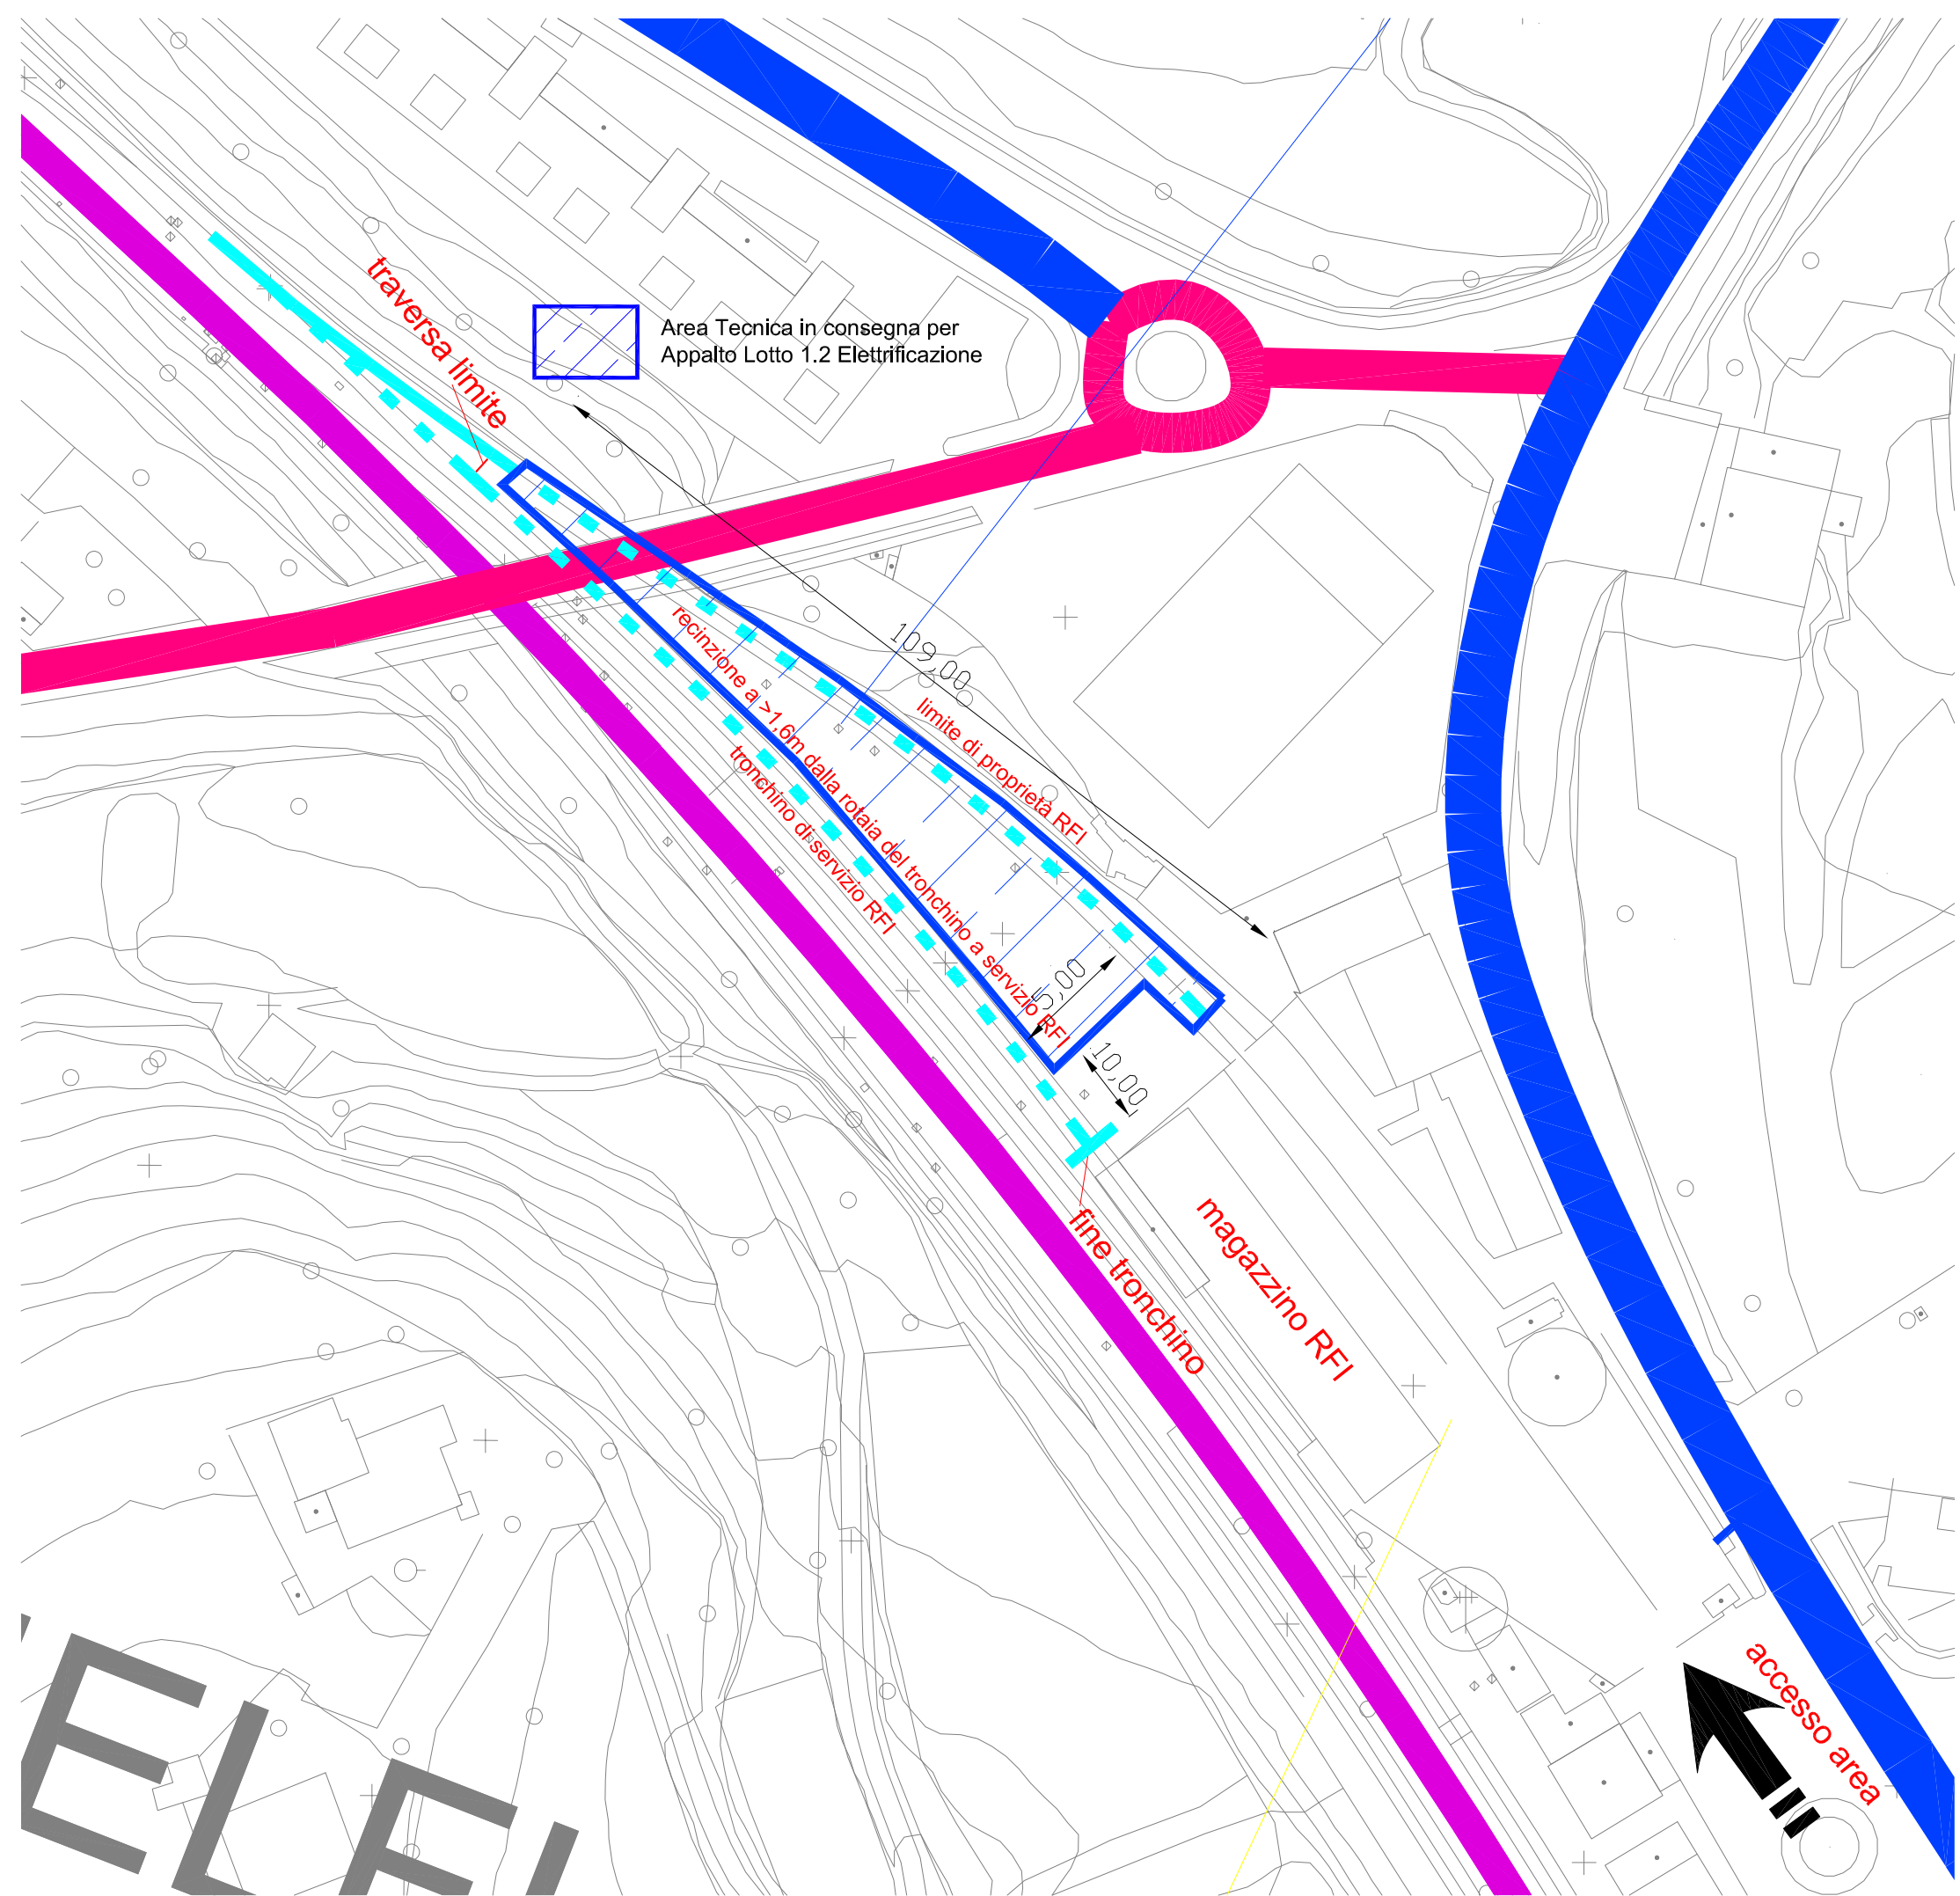 traversa limite
Area Tecnica in consegna per
Appalto Lotto 1.2 Elettrificazione
109,00
recinzione a >1,6m dalla rotaia del tronchino a servizio RFI
limite di proprietà RFI
tronchino di servizio RFI
10,00
fine tronchino
magazzino RFI
accesso area